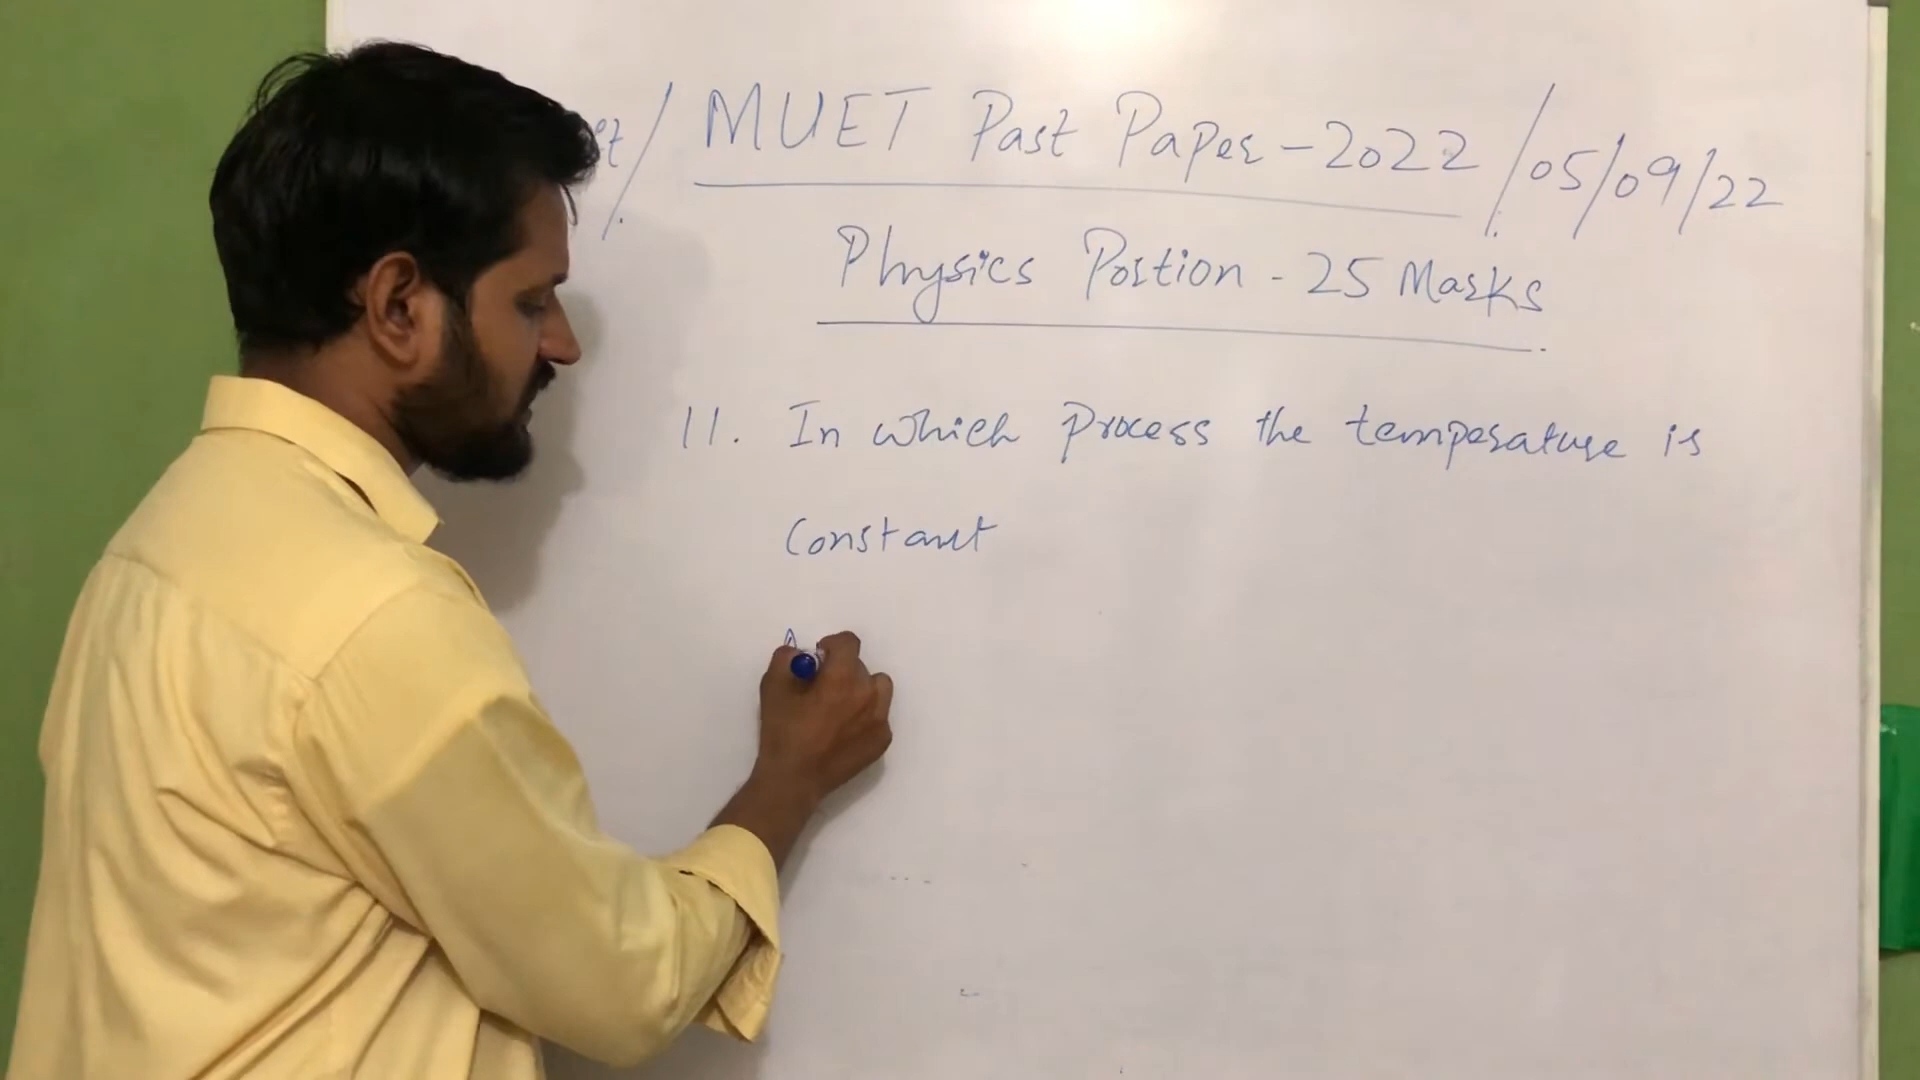 / MUET Past Paper - 2022 / 05/09/22
Physics Portion - 25 Marks
11. In which process the temperature is
Constant
A